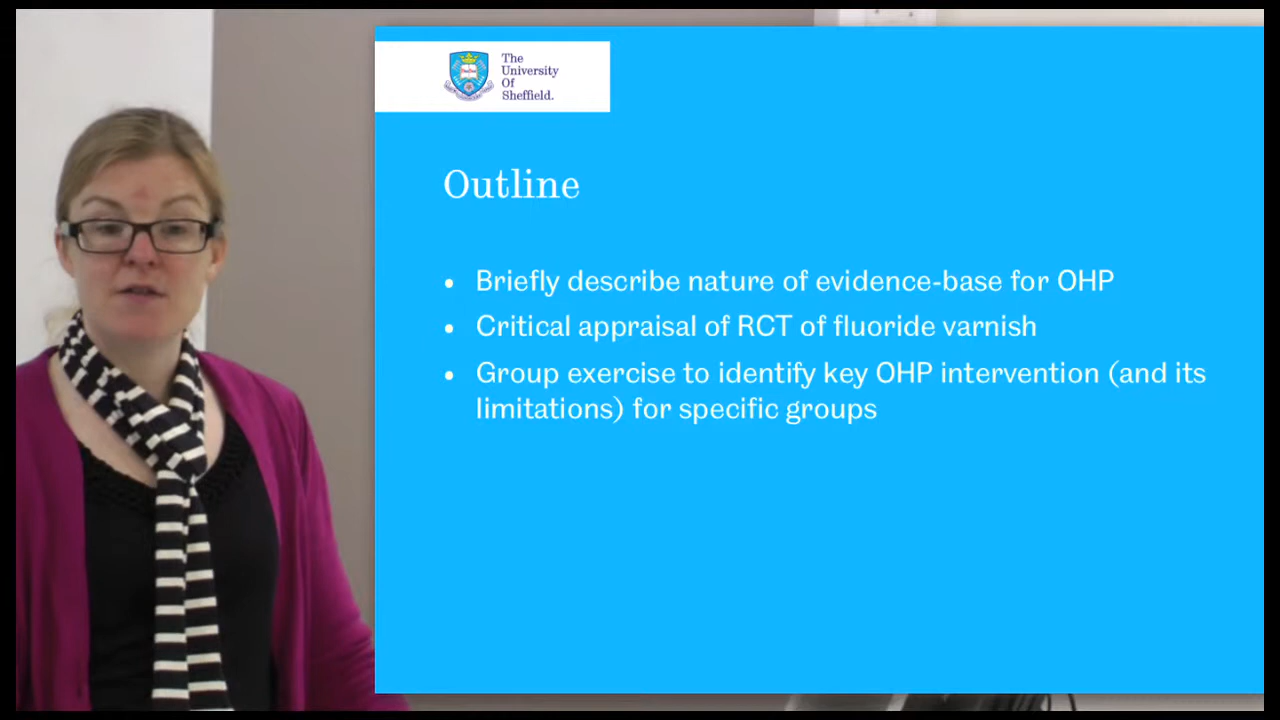 The
University
Of
Sheffield.
Outline
• Briefly describe nature of evidence-base for OHP
• Critical appraisal of RCT of fluoride varnish
• Group exercise to identify key OHP intervention (and its
limitations) for specific groups